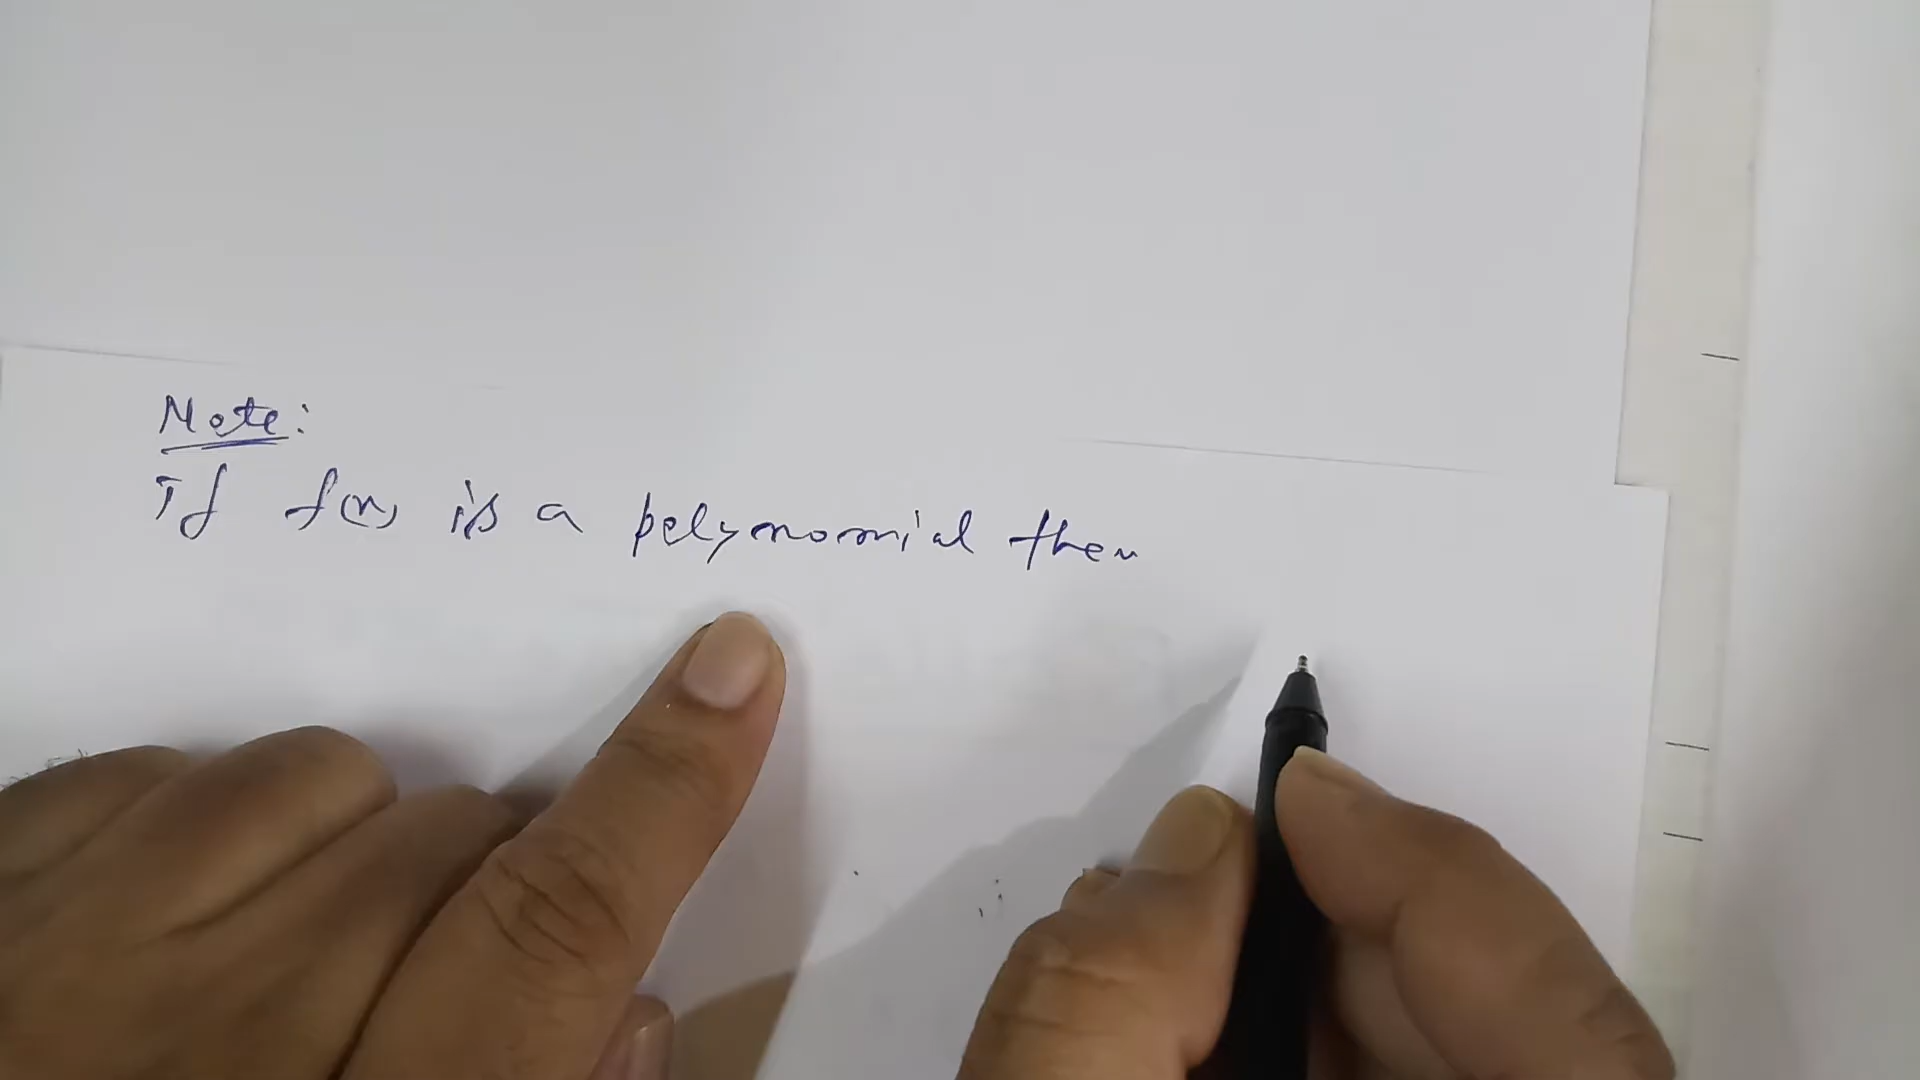 Note:
If f(x) is a polynomial then